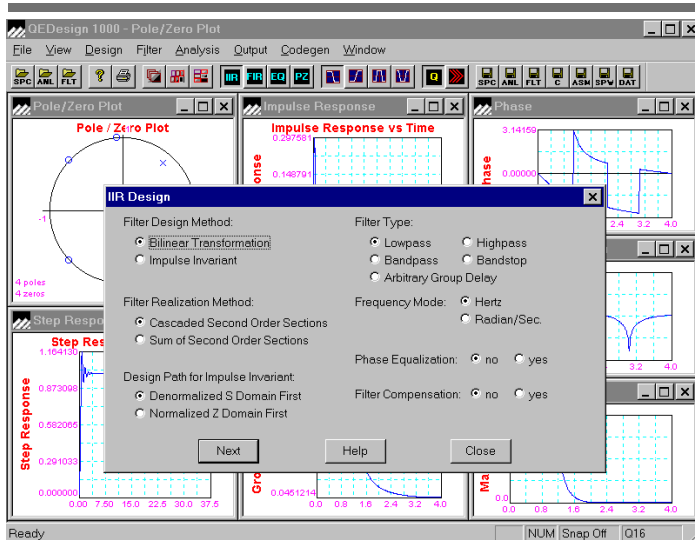 QEDesign 1000 - Pole/Zero Plot
File View Design Filter Analysis Output Codegen Window
SPC ANL FLT ? IIR FIR EQ PZ Q SPC ANL FLT C ASM SPW DAT
Pole/Zero Plot
Pole / Zero Plot
-1
4 poles
4 zeros
Impulse Response
Impulse Response vs Time
0.297581
0.148791
onse
Phase
3.14159
0.00000
hase
2.4 3.2 4.0
IIR Design
Filter Design Method:
Bilinear Transformation
Impulse Invariant
Filter Realization Method:
Cascaded Second Order Sections
Sum of Second Order Sections
Design Path for Impulse Invariant:
Denormalized S Domain First
Normalized Z Domain First
Filter Type:
Lowpass Highpass
Bandpass Bandstop
Arbitrary Group Delay
Frequency Mode: Hertz
Radian/Sec.
Phase Equalization: no yes
Filter Compensation: no yes
Next Help Close
3.2 4.0
Step Respo
Step Res
1.164130
0.873098
0.582065
0.291033
0.000000
Step Response
0.00 7.50 15.0 22.5 30.0 37.5
Gro
0.0461214
0.0 0.8 1.6 2.4 3.2 4.0
Ma
0.0
0.0 0.8 1.6 2.4 3.2 4.0
Ready NUM Snap Off Q16